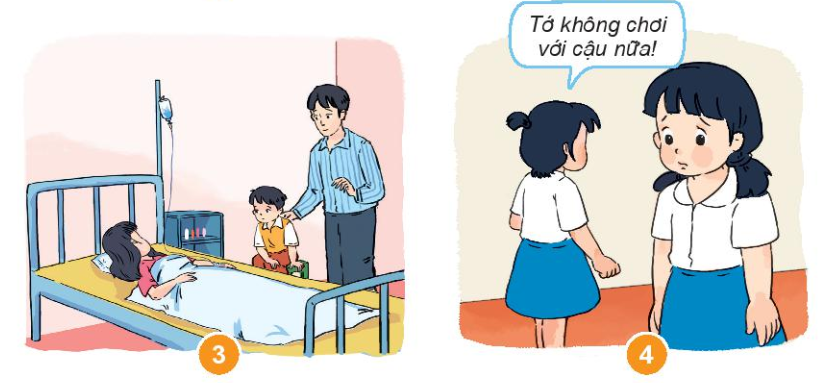 Tớ không chơi
với cậu nữa!
3
4